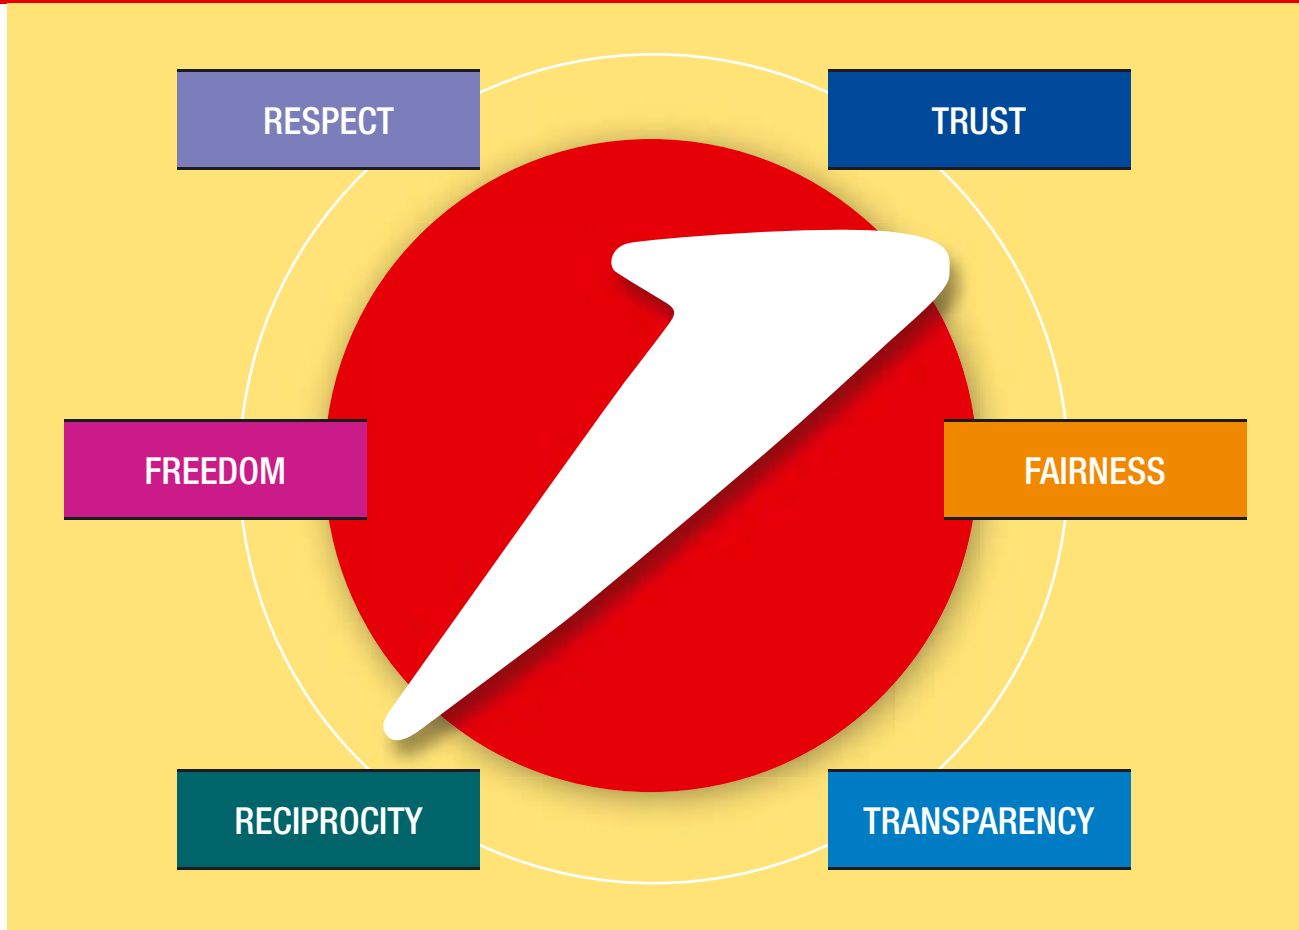 RESPECT
TRUST
FREEDOM
FAIRNESS
RECIPROCITY
TRANSPARENCY